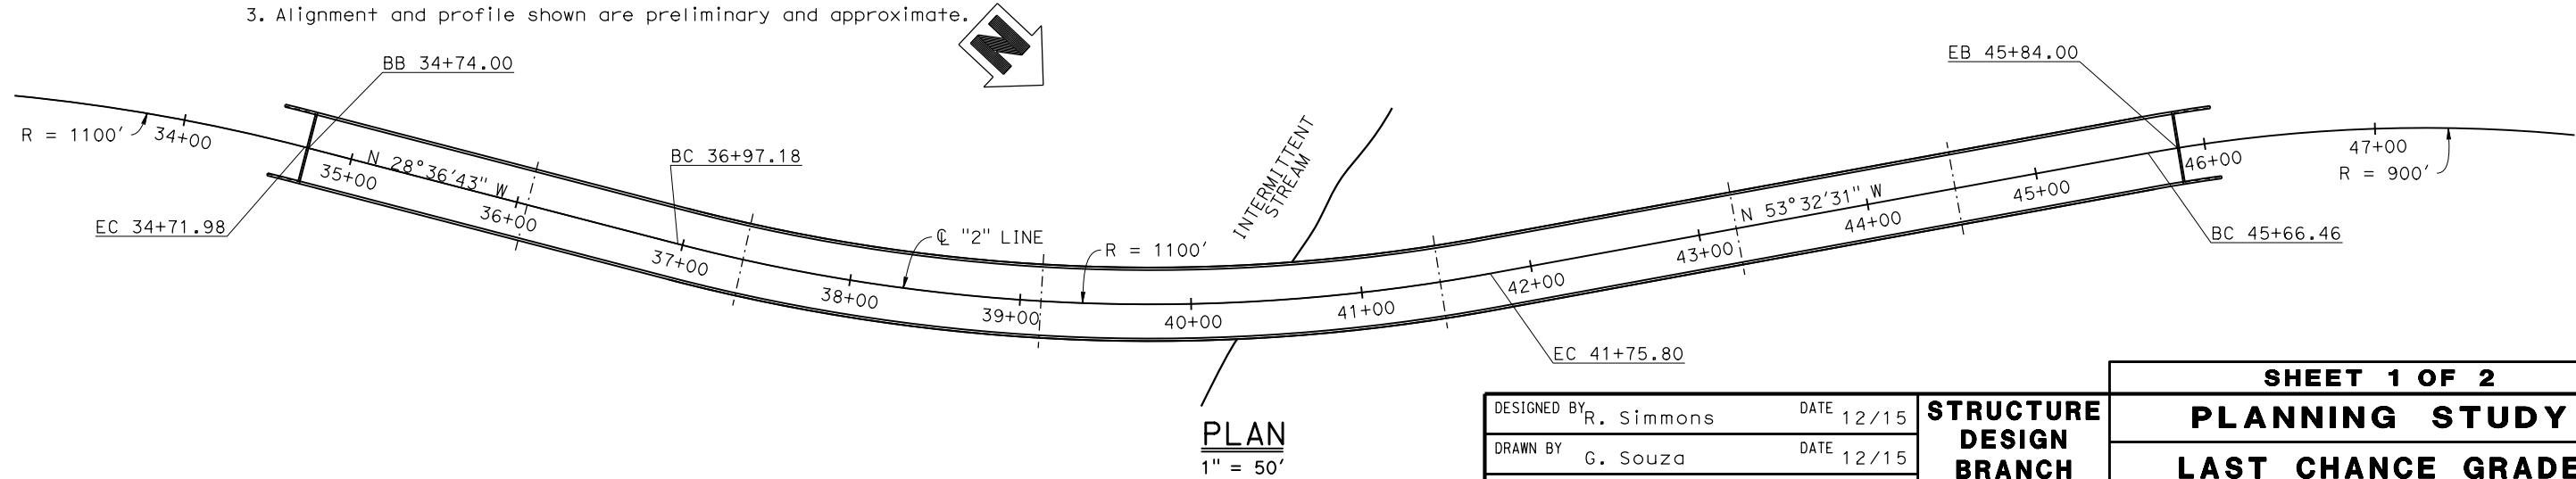 3. Alignment and profile shown are preliminary and approximate.
N
BB 34+74.00
EB 45+84.00
R = 1100'
34+00
35+00
N 28°36'43" W
36+00
EC 34+71.98
BC 36+97.18
37+00
38+00
℄ "2" LINE
39+00
R = 1100'
40+00
INTERMITTENT
STREAM
41+00
42+00
EC 41+75.80
43+00
N 53°32'31" W
44+00
45+00
46+00
BC 45+66.46
47+00
R = 900'
PLAN
1" = 50'
DESIGNED BY R. Simmons DATE 12/15
DRAWN BY G. Souza DATE 12/15
STRUCTURE
DESIGN
BRANCH
SHEET 1 OF 2
PLANNING STUDY
LAST CHANCE GRADE